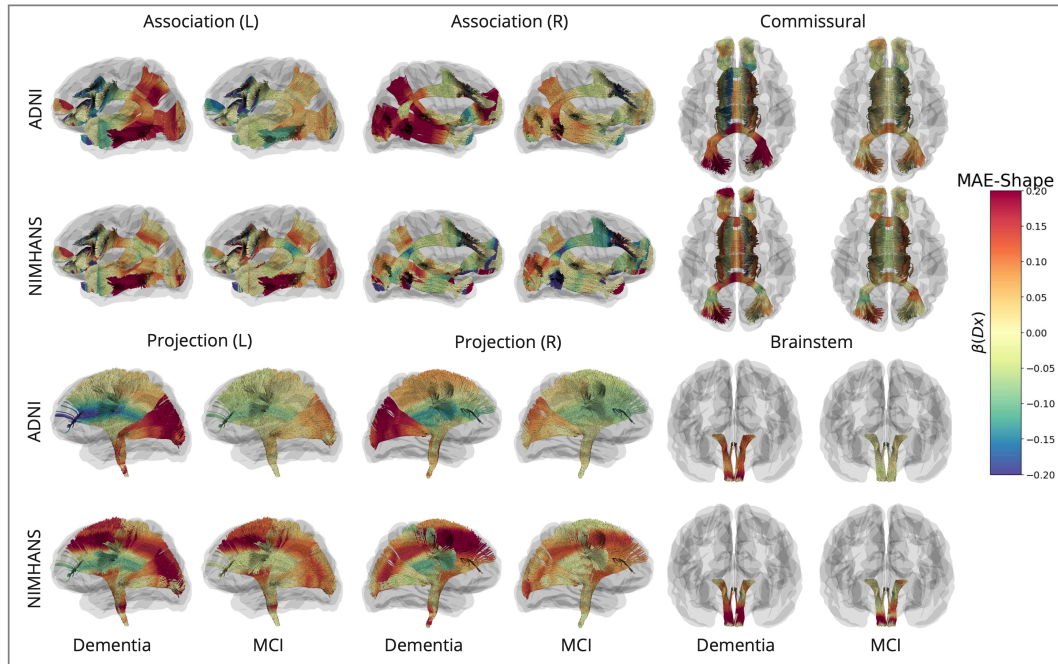 Association (L)
Association (R)
Commissural
ADNI
NIMHANS
MAE-Shape
0.20
0.15
0.10
0.05
0.00
−0.05
−0.10
−0.15
−0.20
β(Dx)
Projection (L)
Projection (R)
Brainstem
ADNI
NIMHANS
Dementia
MCI
Dementia
MCI
Dementia
MCI